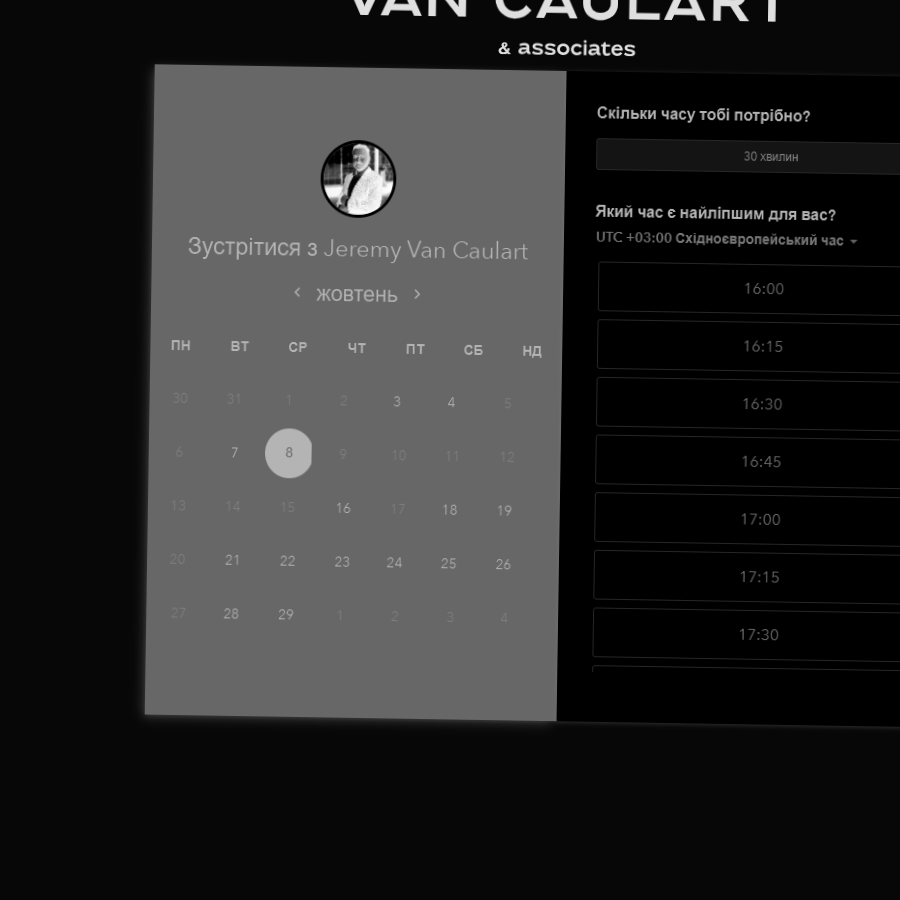 VAN CAULART
& associates
Зустрітися з Jeremy Van Caulart
‹ жовтень ›
ПН ВТ СР ЧТ ПТ СБ НД
30 31 1 2 3 4 5
6 7 8 9 10 11 12
13 14 15 16 17 18 19
20 21 22 23 24 25 26
27 28 29 1 2 3 4
Скільки часу тобі потрібно?
30 хвилин
Який час є найліпшим для вас?
UTC +03:00 Східноєвропейський час
16:00
16:15
16:30
16:45
17:00
17:15
17:30